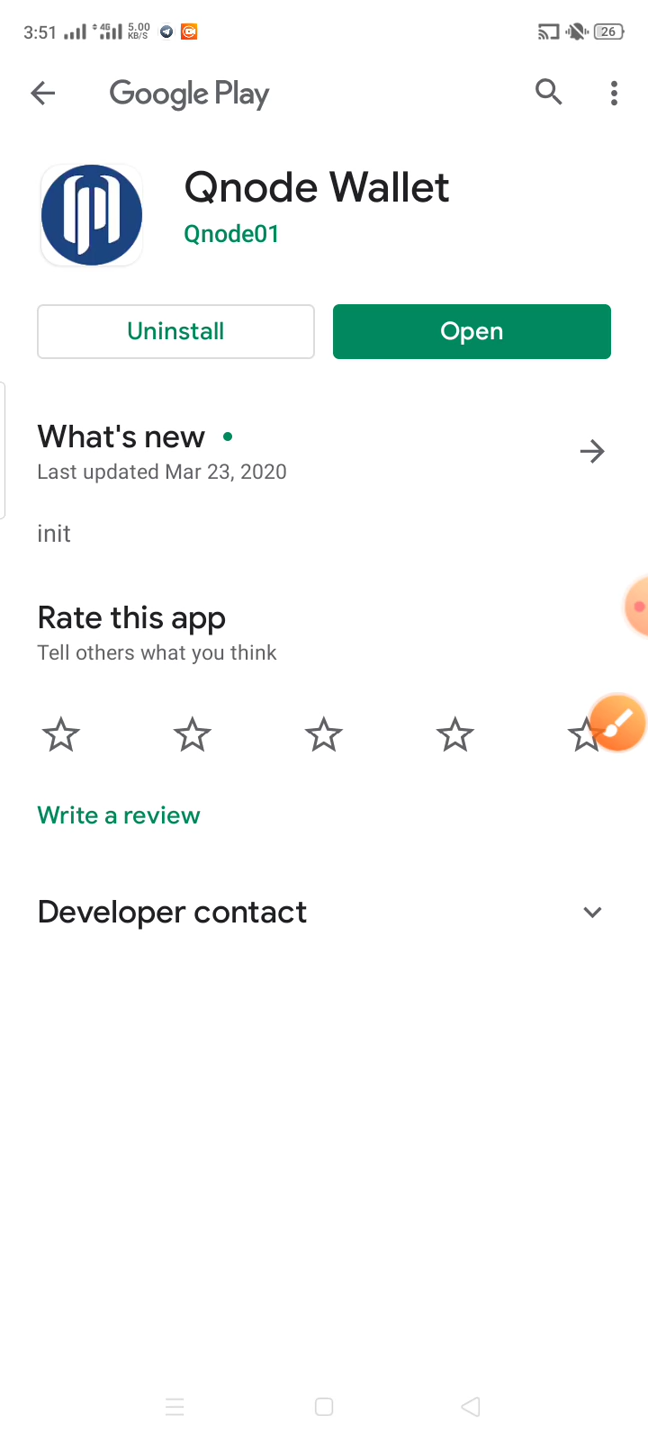 3:51 4G 5.00 KB/S 26
Google Play
Qnode Wallet
Qnode01
Uninstall Open
What's new
Last updated Mar 23, 2020
init
Rate this app
Tell others what you think
Write a review
Developer contact